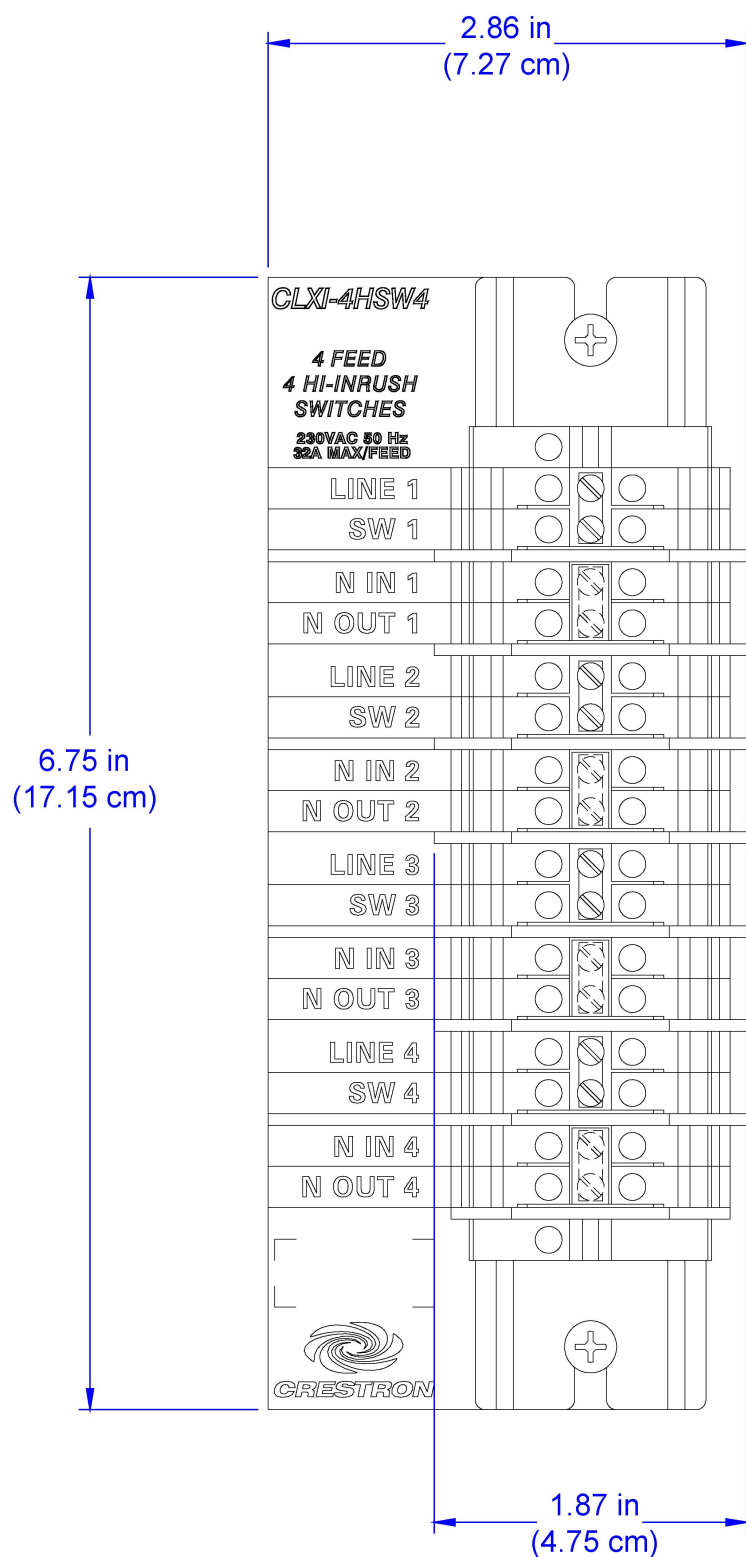 2.86 in
(7.27 cm)
CLXI-4HSW4
4 FEED
4 HI-INRUSH
SWITCHES
230VAC 50 Hz
32A MAX/FEED
LINE 1
SW 1
N IN 1
N OUT 1
LINE 2
SW 2
6.75 in
(17.15 cm)
N IN 2
N OUT 2
LINE 3
SW 3
N IN 3
N OUT 3
LINE 4
SW 4
N IN 4
N OUT 4
CRESTRON
1.87 in
(4.75 cm)